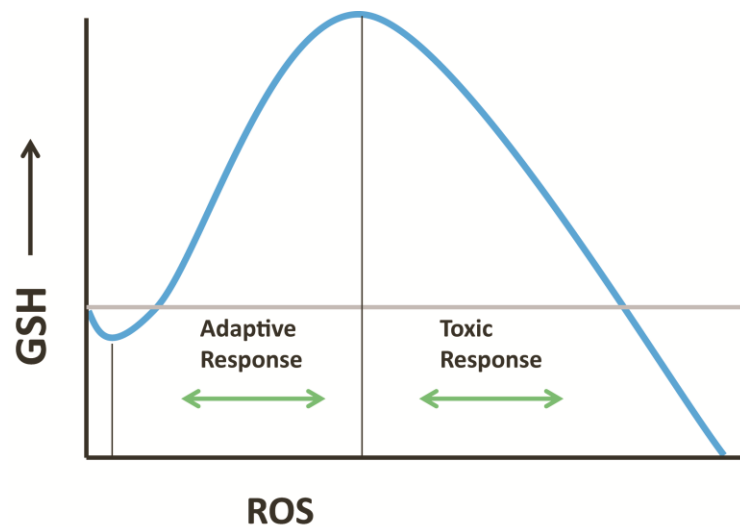 GSH
Adaptive
Response
Toxic
Response
ROS